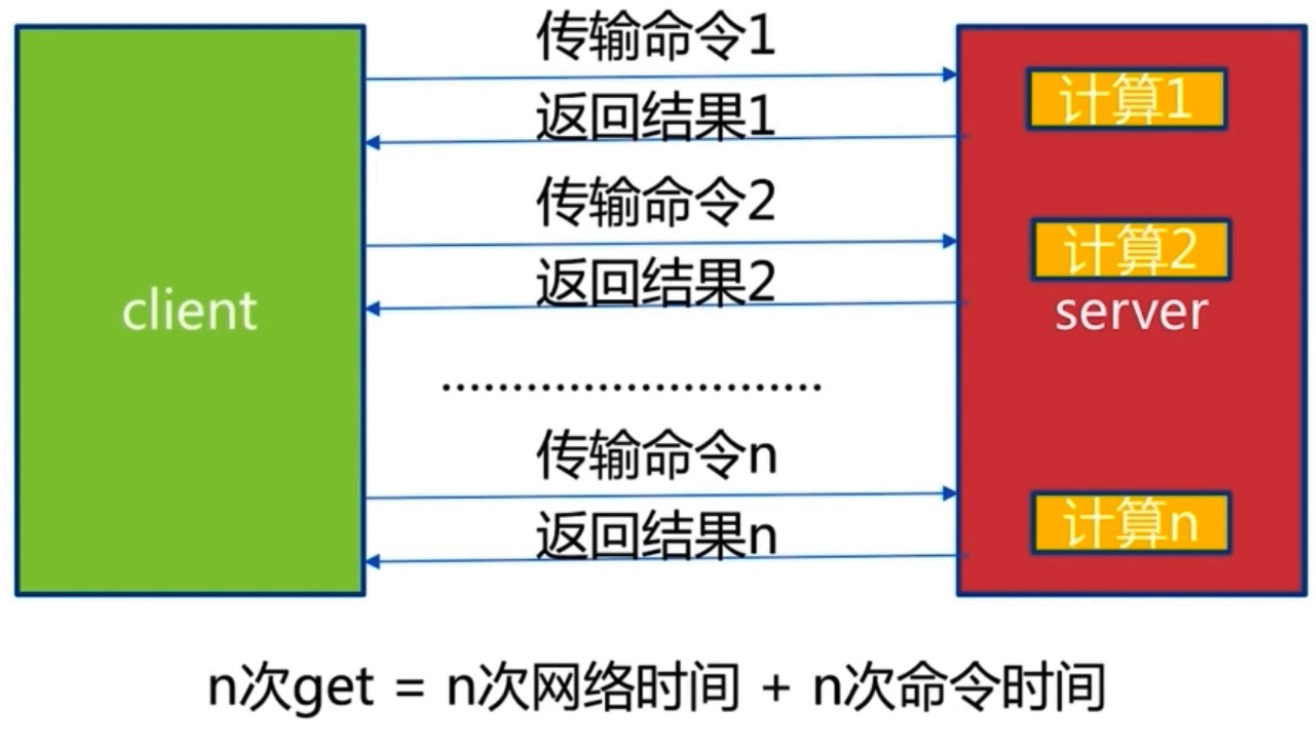 传输命令1
计算1
返回结果1
传输命令2
计算2
返回结果2
client
server
...........................
传输命令n
计算n
返回结果n
n次get = n次网络时间 + n次命令时间